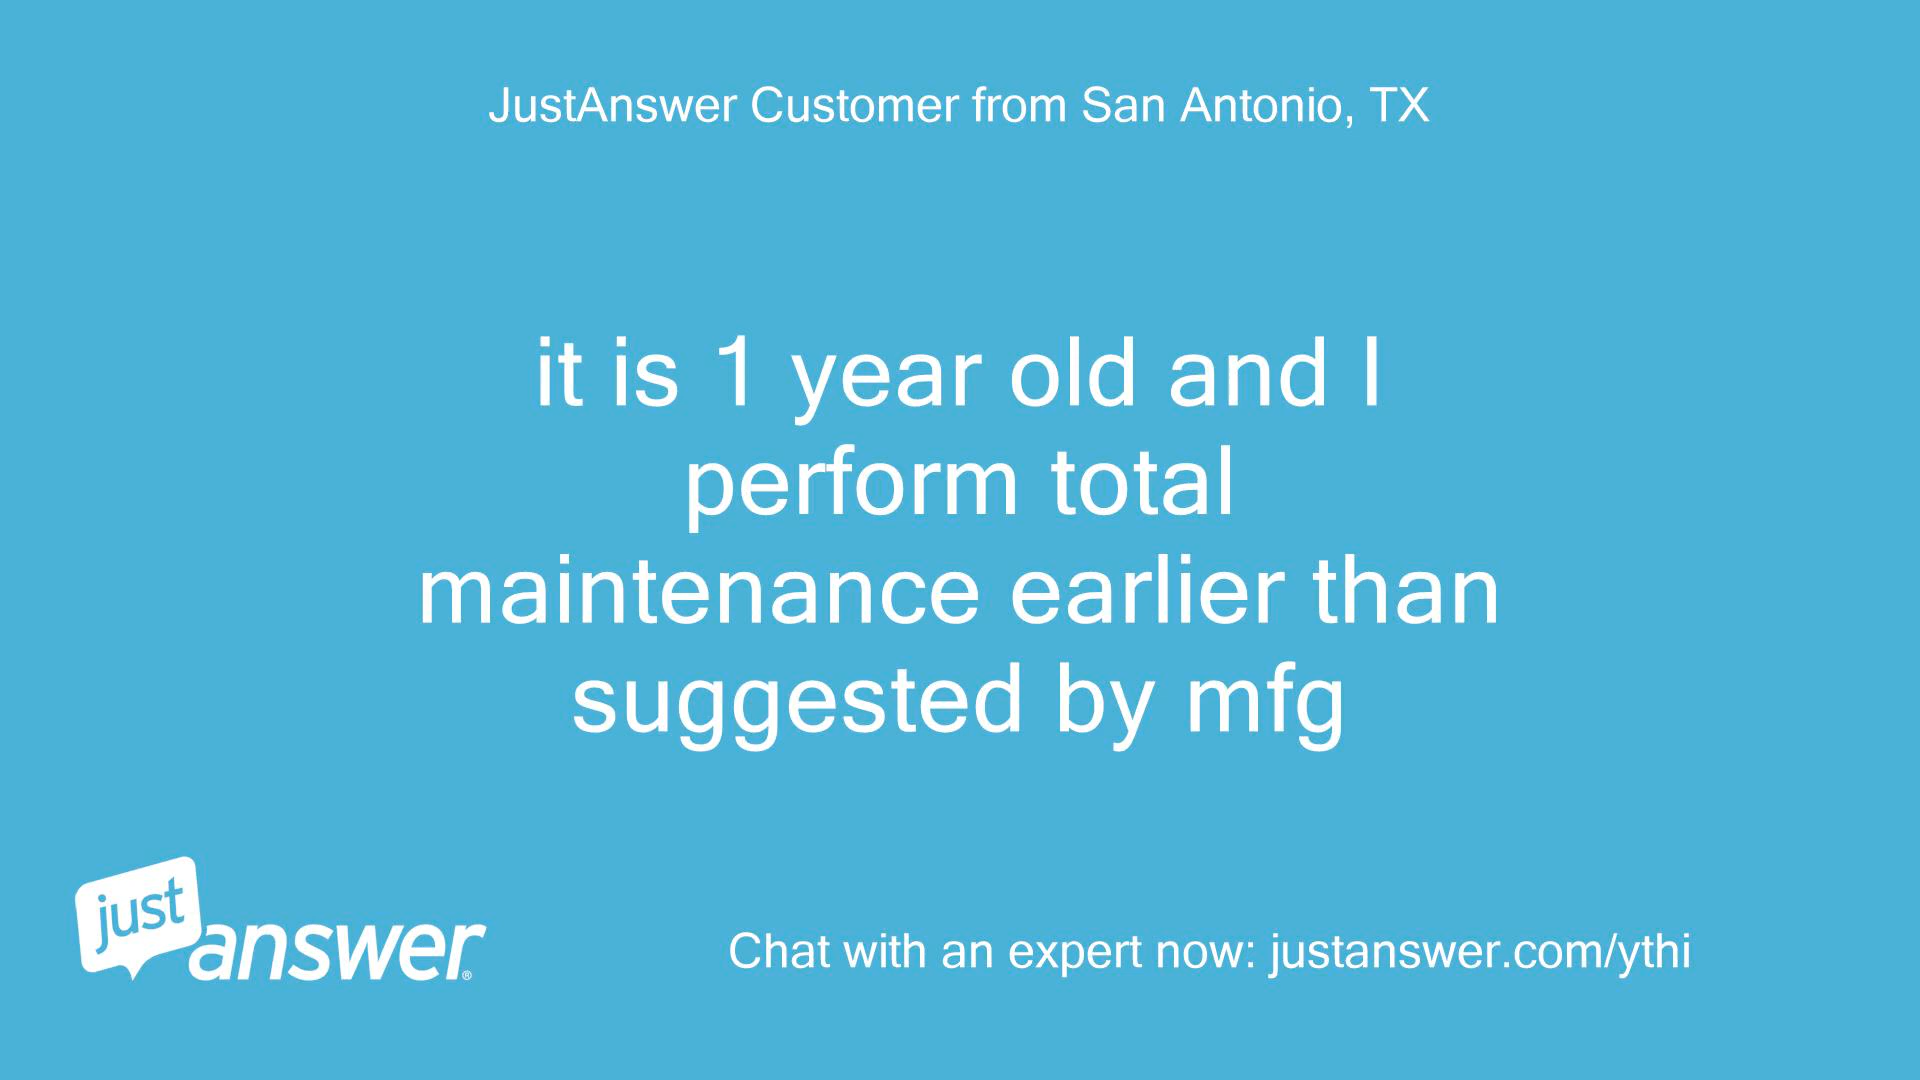 JustAnswer Customer from San Antonio, TX
it is 1 year old and I
perform total
maintenance earlier than
suggested by mfg
just
answer®
Chat with an expert now: justanswer.com/ythi